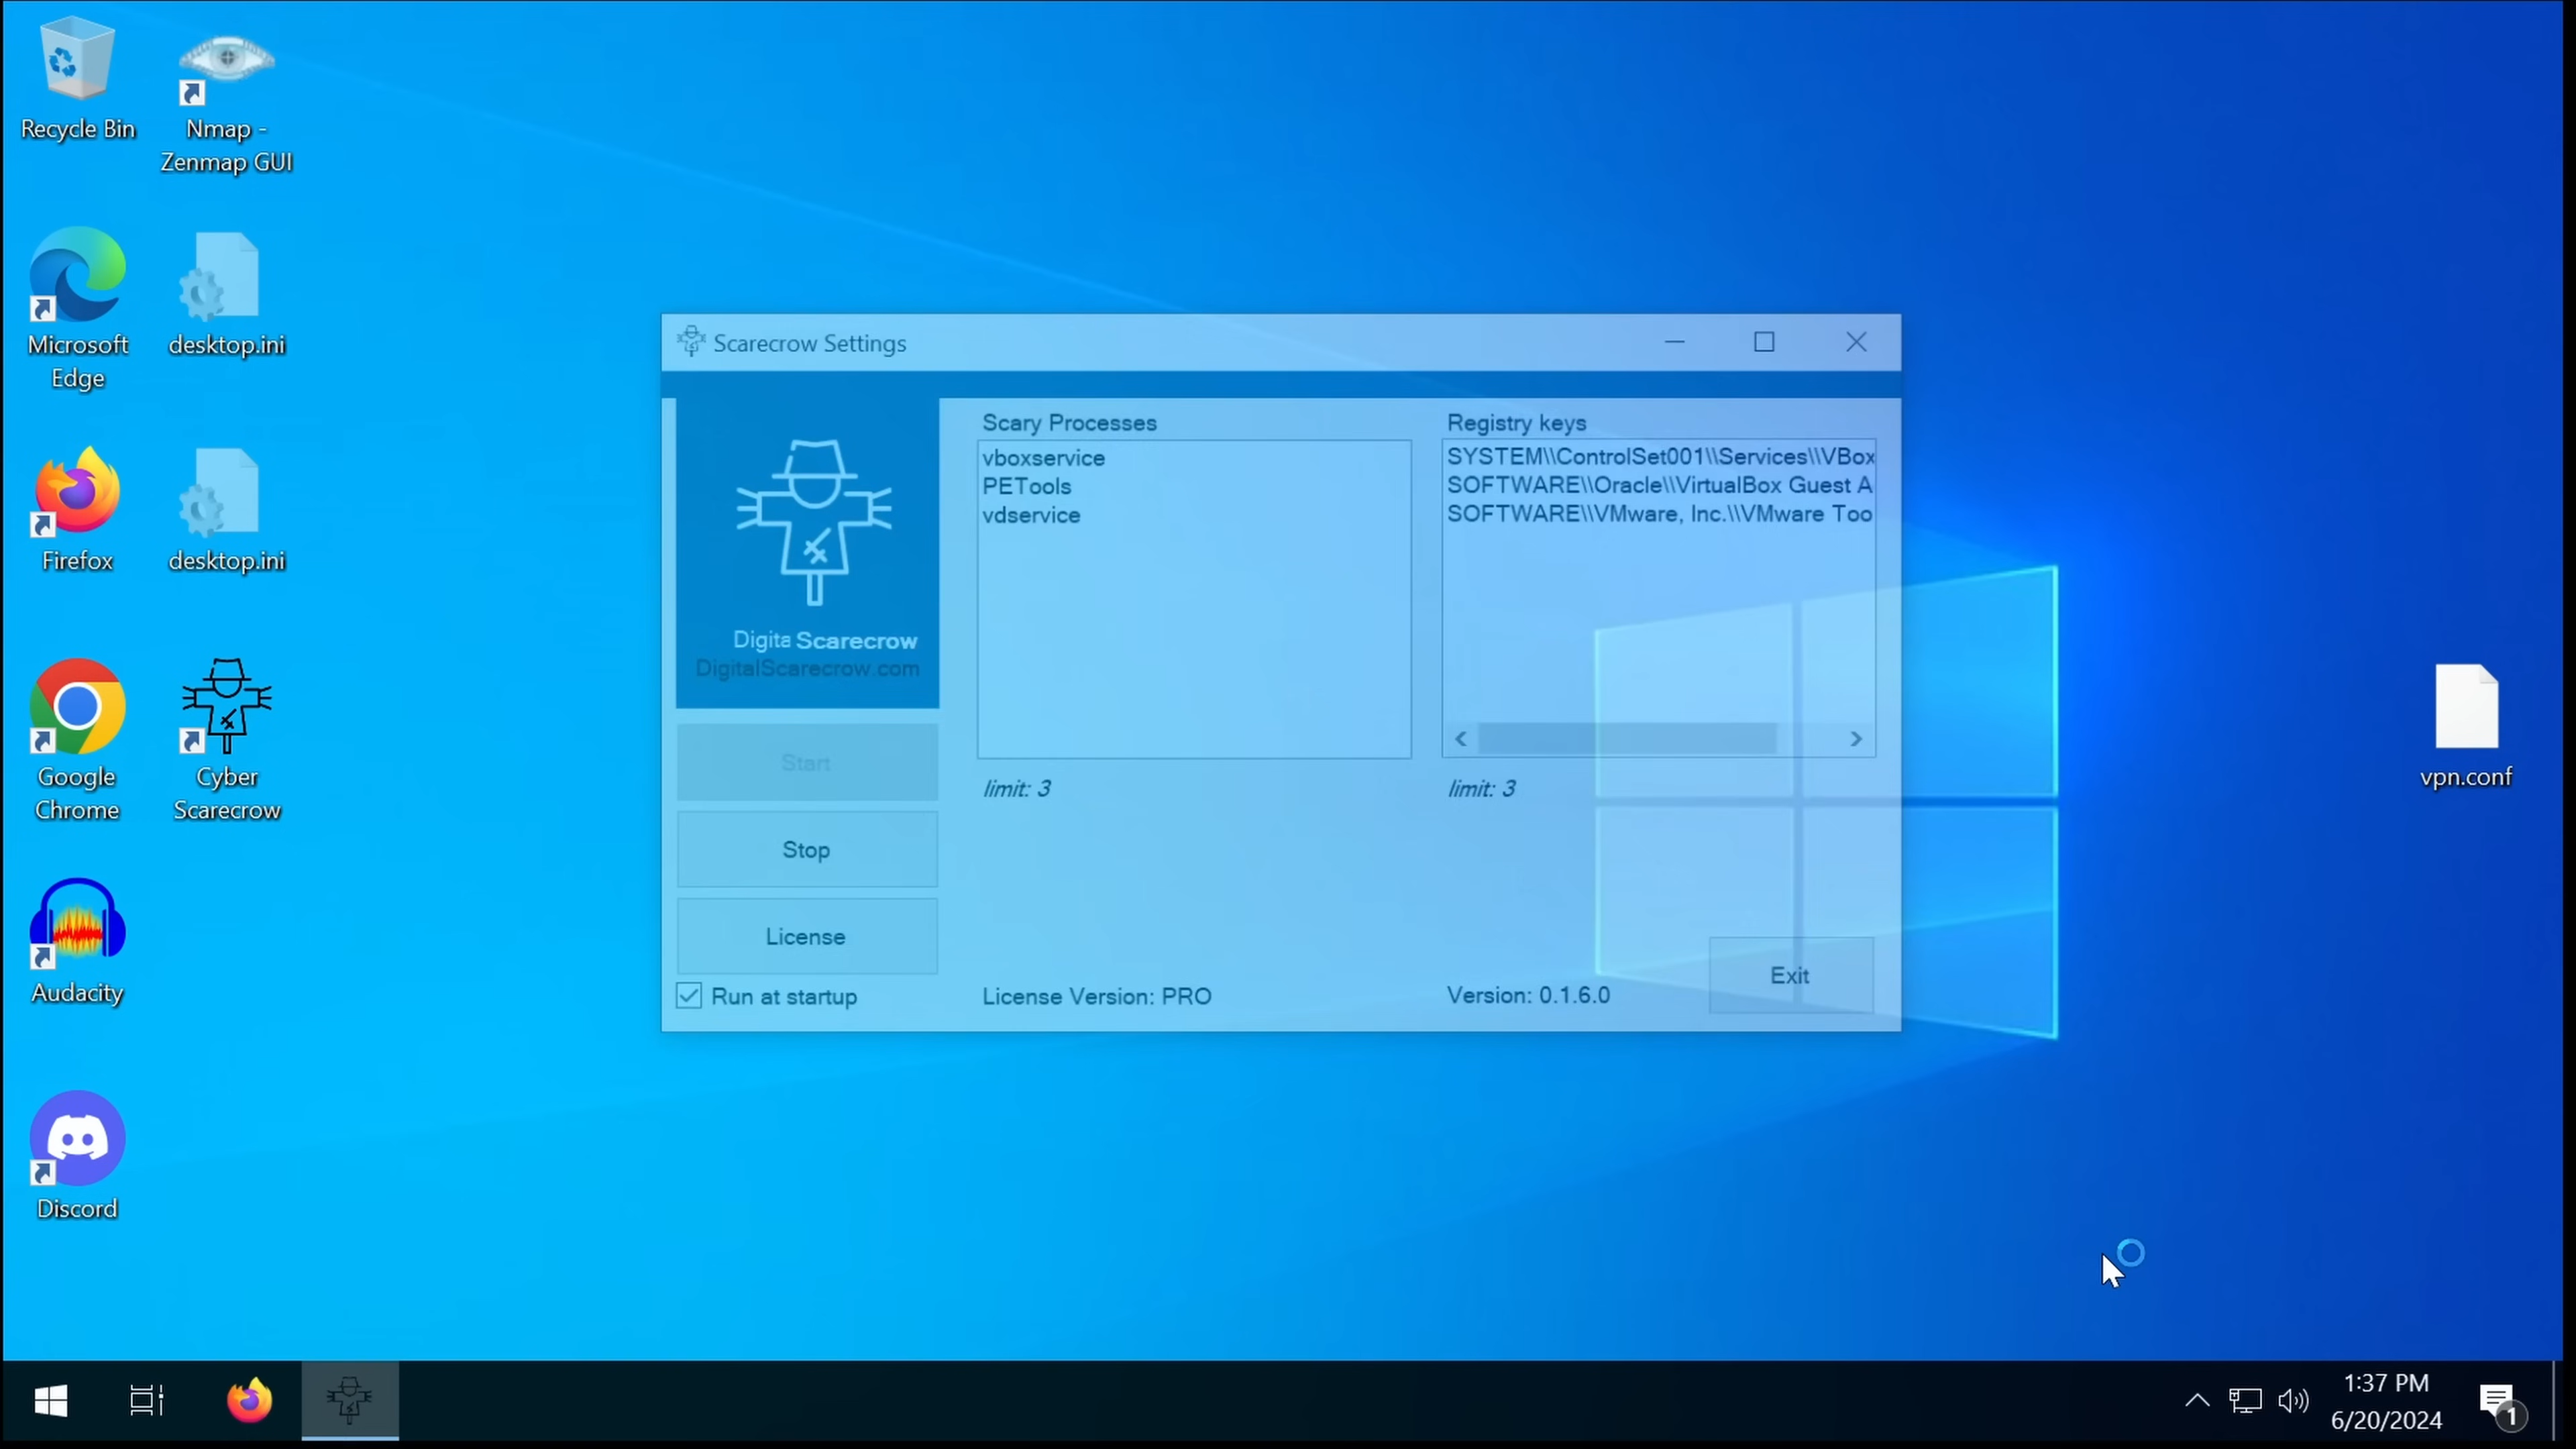 Recycle Bin
Nmap -
Zenmap GUI
Microsoft
Edge
desktop.ini
Firefox
desktop.ini
Google
Chrome
Cyber
Scarecrow
Audacity
Discord
vpn.conf
Scarecrow Settings
Digita Scarecrow
DigitalScarecrow.com
Start
Stop
License
Run at startup
Scary Processes
vboxservice
PETools
vdservice
limit: 3
License Version: PRO
Registry keys
SYSTEM\\ControlSet001\\Services\\VBox
SOFTWARE\\Oracle\\VirtualBox Guest A
SOFTWARE\\VMware, Inc.\\VMware Too
limit: 3
Version: 0.1.6.0
Exit
1:37 PM
6/20/2024
1